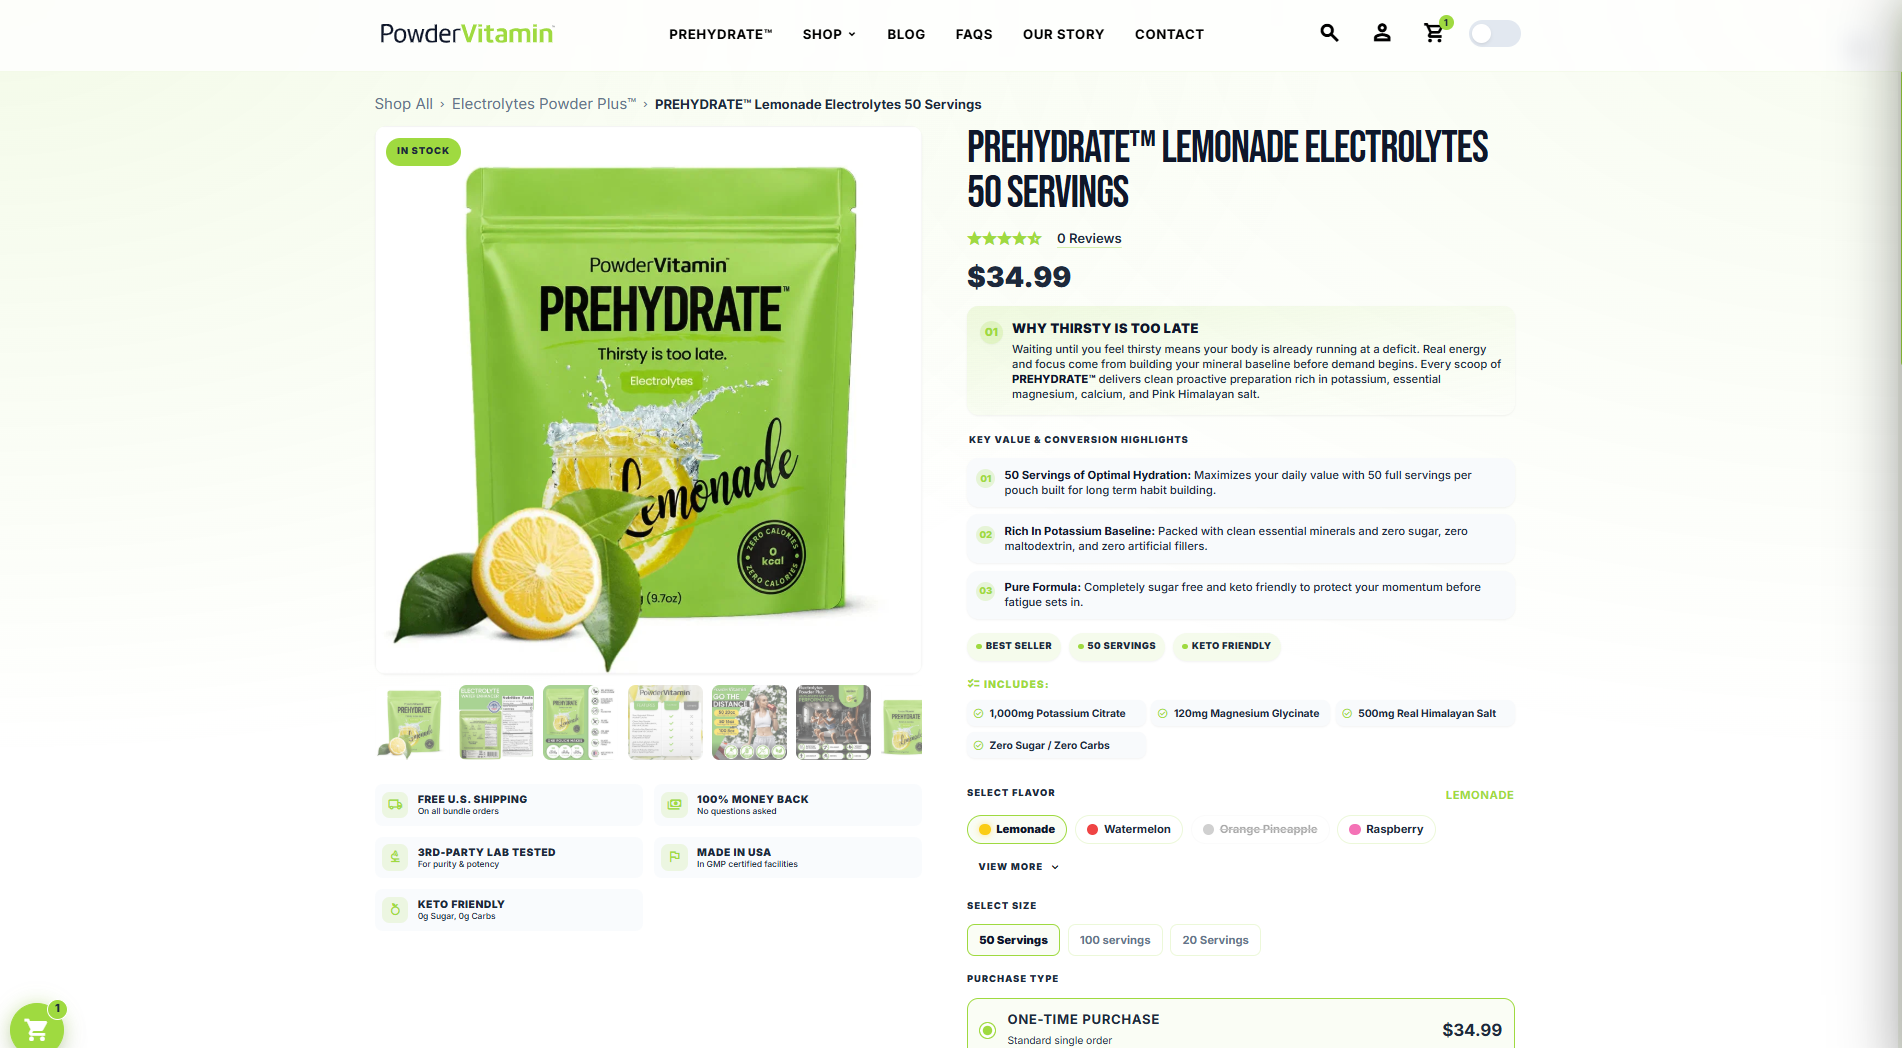 PowderVitamin
PREHYDRATE™
SHOP
BLOG
FAQS
OUR STORY
CONTACT
1
Shop All › Electrolytes Powder Plus™ › PREHYDRATE™ Lemonade Electrolytes 50 Servings
IN STOCK
PowderVitamin
PREHYDRATE™
Thirsty is too late.
Electrolytes
Lemonade
ZERO CALORIES
0
kcal
ZERO CALORIES
(9.7oz)
PowderVitamin
GO THE
DISTANCE
FREE U.S. SHIPPING
On all bundle orders
100% MONEY BACK
No questions asked
3RD-PARTY LAB TESTED
For purity & potency
MADE IN USA
In GMP certified facilities
KETO FRIENDLY
0g Sugar, 0g Carbs
1
PREHYDRATE™ LEMONADE ELECTROLYTES
50 SERVINGS
0 Reviews
$34.99
01
WHY THIRSTY IS TOO LATE
Waiting until you feel thirsty means your body is already running at a deficit. Real energy
and focus come from building your mineral baseline before demand begins. Every scoop of
PREHYDRATE™ delivers clean proactive preparation rich in potassium, essential
magnesium, calcium, and Pink Himalayan salt.
KEY VALUE & CONVERSION HIGHLIGHTS
01
50 Servings of Optimal Hydration: Maximizes your daily value with 50 full servings per
pouch built for long term habit building.
02
Rich In Potassium Baseline: Packed with clean essential minerals and zero sugar, zero
maltodextrin, and zero artificial fillers.
03
Pure Formula: Completely sugar free and keto friendly to protect your momentum before
fatigue sets in.
BEST SELLER
50 SERVINGS
KETO FRIENDLY
INCLUDES:
1,000mg Potassium Citrate
120mg Magnesium Glycinate
500mg Real Himalayan Salt
Zero Sugar / Zero Carbs
SELECT FLAVOR
LEMONADE
Lemonade
Watermelon
Orange Pineapple
Raspberry
VIEW MORE
SELECT SIZE
50 Servings
100 servings
20 Servings
PURCHASE TYPE
ONE-TIME PURCHASE
Standard single order
$34.99